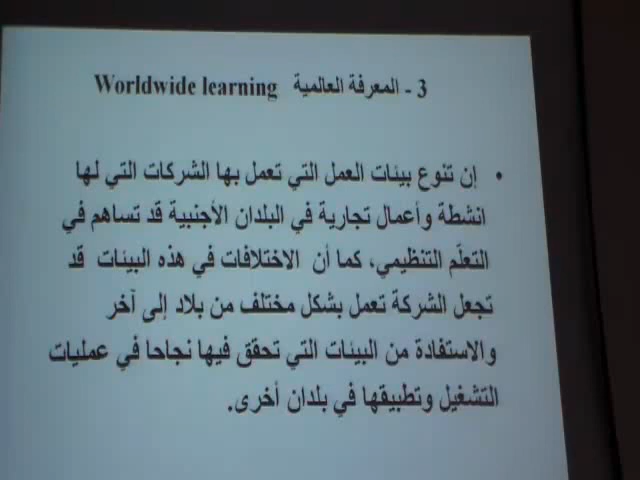 3 - المعرفة العالمية Worldwide learning
• إن تنوع بيئات العمل التي تعمل بها الشركات التي لها
انشطة وأعمال تجارية في البلدان الأجنبية قد تساهم في
التعلّم التنظيمي، كما أن الاختلافات في هذه البيئات قد
تجعل الشركة تعمل بشكل مختلف من بلاد إلى آخر
والاستفادة من البيئات التي تحقق فيها نجاحا في عمليات
التشغيل وتطبيقها في بلدان أخرى.